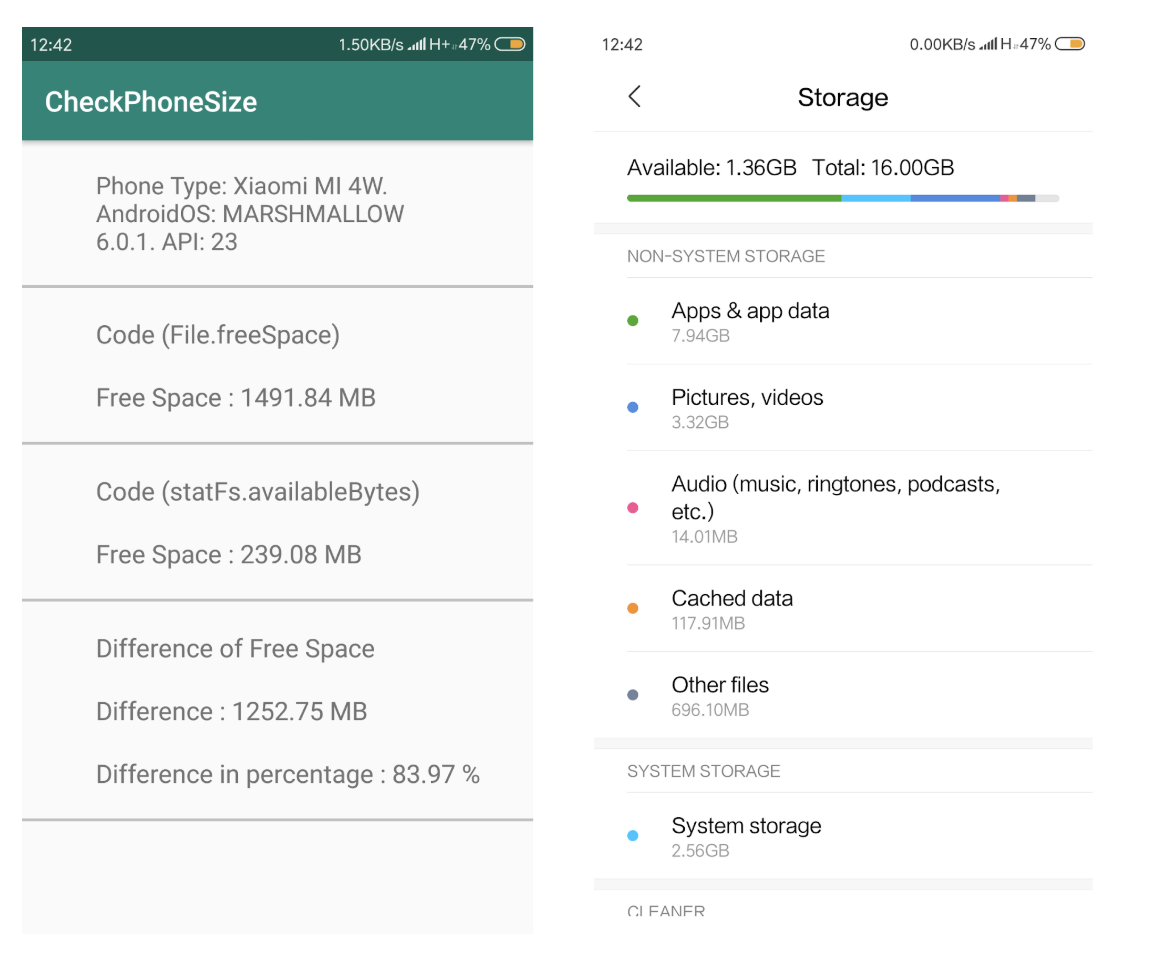 12:42
1.50KB/s H+ 47%
CheckPhoneSize
Phone Type: Xiaomi MI 4W.
AndroidOS: MARSHMALLOW
6.0.1. API: 23
Code (File.freeSpace)
Free Space : 1491.84 MB
Code (statFs.availableBytes)
Free Space : 239.08 MB
Difference of Free Space
Difference : 1252.75 MB
Difference in percentage : 83.97 %
12:42
0.00KB/s H 47%
Storage
Available: 1.36GB Total: 16.00GB
NON-SYSTEM STORAGE
Apps & app data
7.94GB
Pictures, videos
3.32GB
Audio (music, ringtones, podcasts,
etc.)
14.01MB
Cached data
117.91MB
Other files
696.10MB
SYSTEM STORAGE
System storage
2.56GB
CLEANER